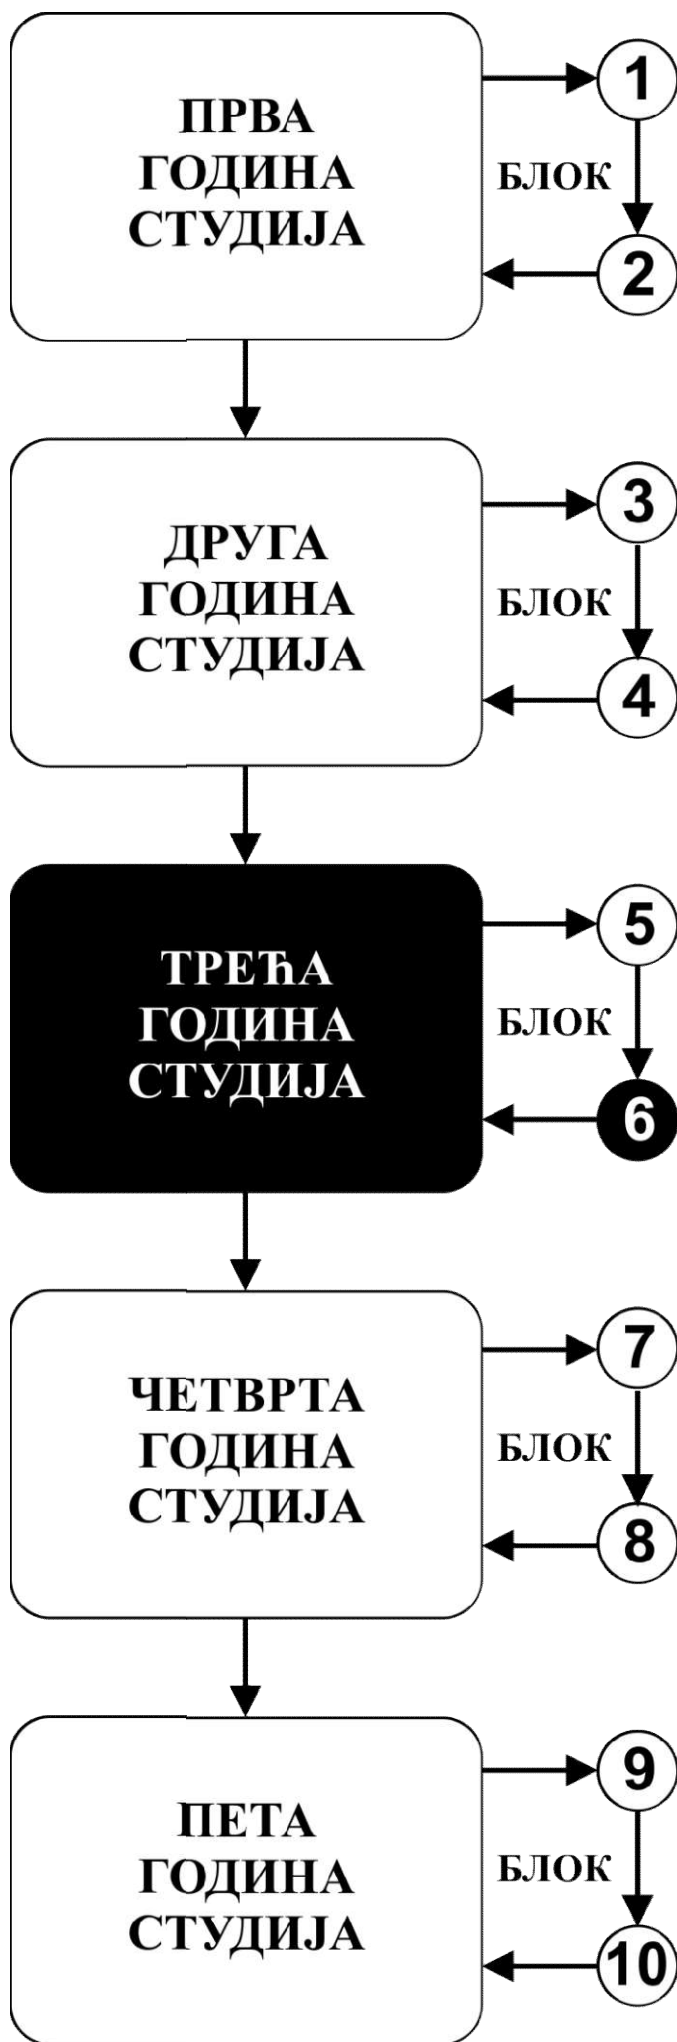 ПРВА
ГОДИНА
СТУДИЈА
1
БЛОК
2
ДРУГА
ГОДИНА
СТУДИЈА
3
БЛОК
4
ТРЕЋА
ГОДИНА
СТУДИЈА
5
БЛОК
6
ЧЕТВРТА
ГОДИНА
СТУДИЈА
7
БЛОК
8
ПЕТА
ГОДИНА
СТУДИЈА
9
БЛОК
10